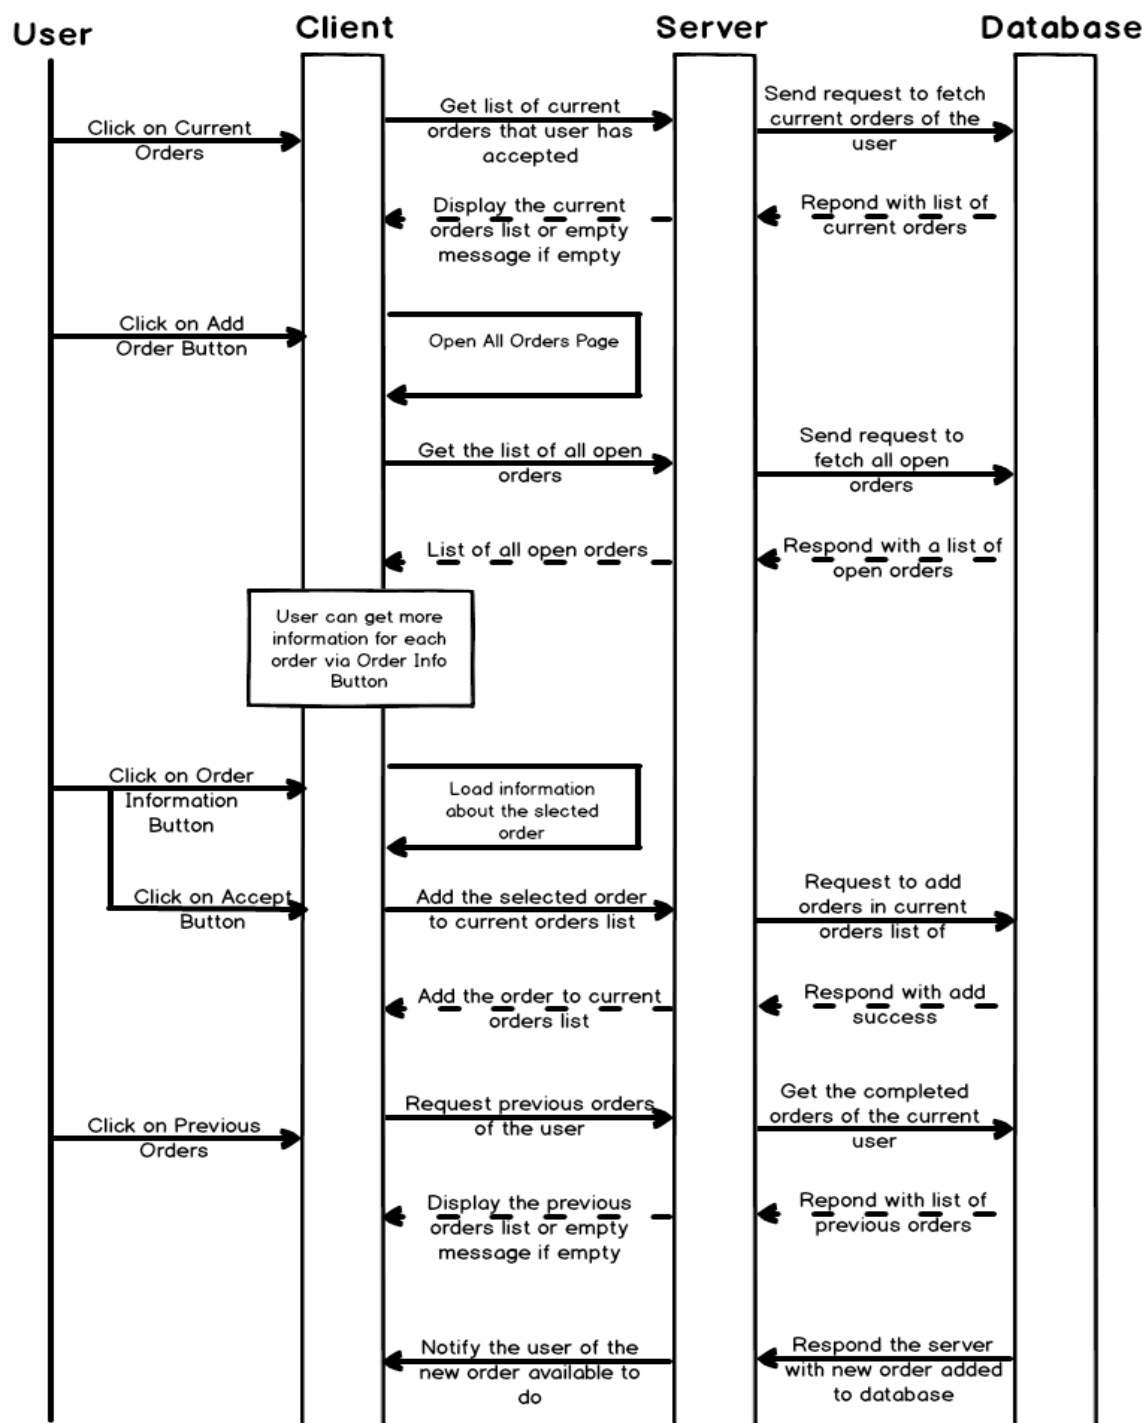 User
Client
Server
Database
Click on Current
Orders
Get list of current
orders that user has
accepted
Send request to fetch
current orders of the
user
Display the current
orders list or empty
message if empty
Repond with list of
current orders
Click on Add
Order Button
Open All Orders Page
Get the list of all open
orders
Send request to
fetch all open
orders
List of all open orders
Respond with a list of
open orders
User can get more
information for each
order via Order Info
Button
Click on Order
Information
Button
Load information
about the slected
order
Click on Accept
Button
Add the selected order
to current orders list
Request to add
orders in current
orders list of
Add the order to current
orders list
Respond with add
success
Click on Previous
Orders
Request previous orders
of the user
Get the completed
orders of the current
user
Display the previous
orders list or empty
message if empty
Repond with list of
previous orders
Notify the user of the
new order available to
do
Respond the server
with new order added
to database